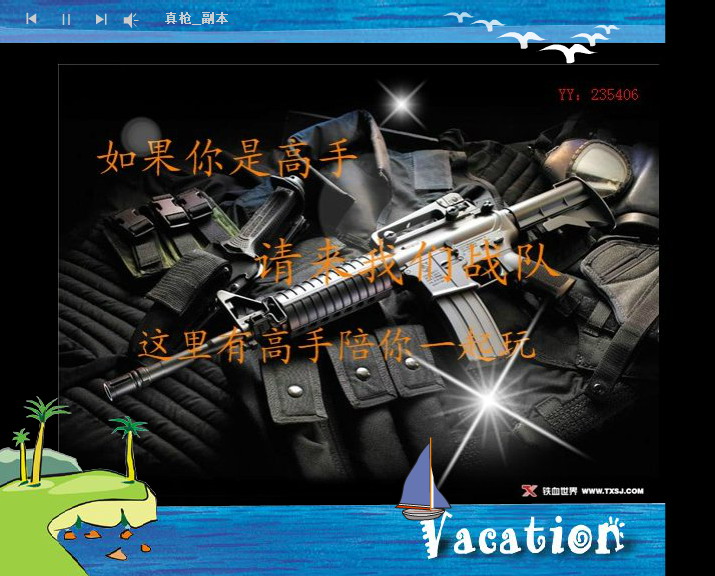 真枪_副本
YY：235406
如果你是高手
请来我们战队
这里有高手陪你一起玩
铁血世界 WWW.TXSJ.COM
Vacation